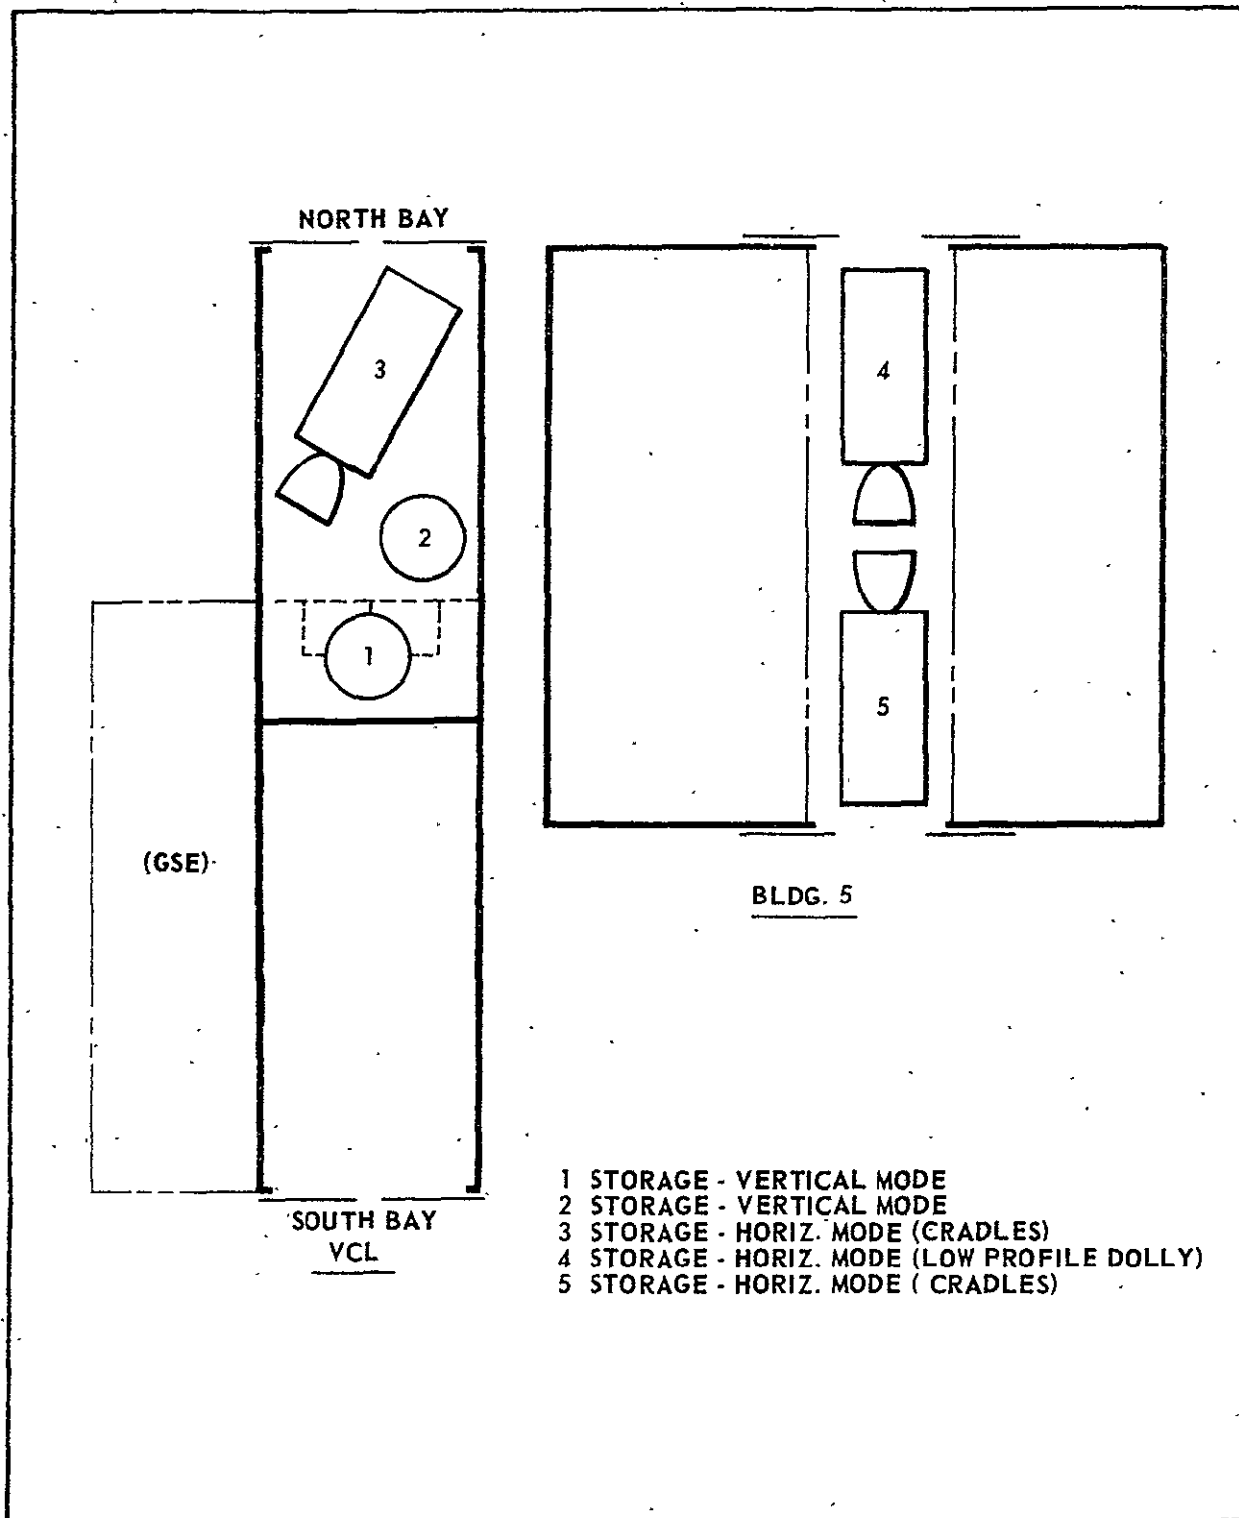 NORTH BAY
3
4
2
1
5
(GSE)
BLDG. 5
SOUTH BAY
VCL
1 STORAGE - VERTICAL MODE
2 STORAGE - VERTICAL MODE
3 STORAGE - HORIZ. MODE (CRADLES)
4 STORAGE - HORIZ. MODE (LOW PROFILE DOLLY)
5 STORAGE - HORIZ. MODE ( CRADLES)